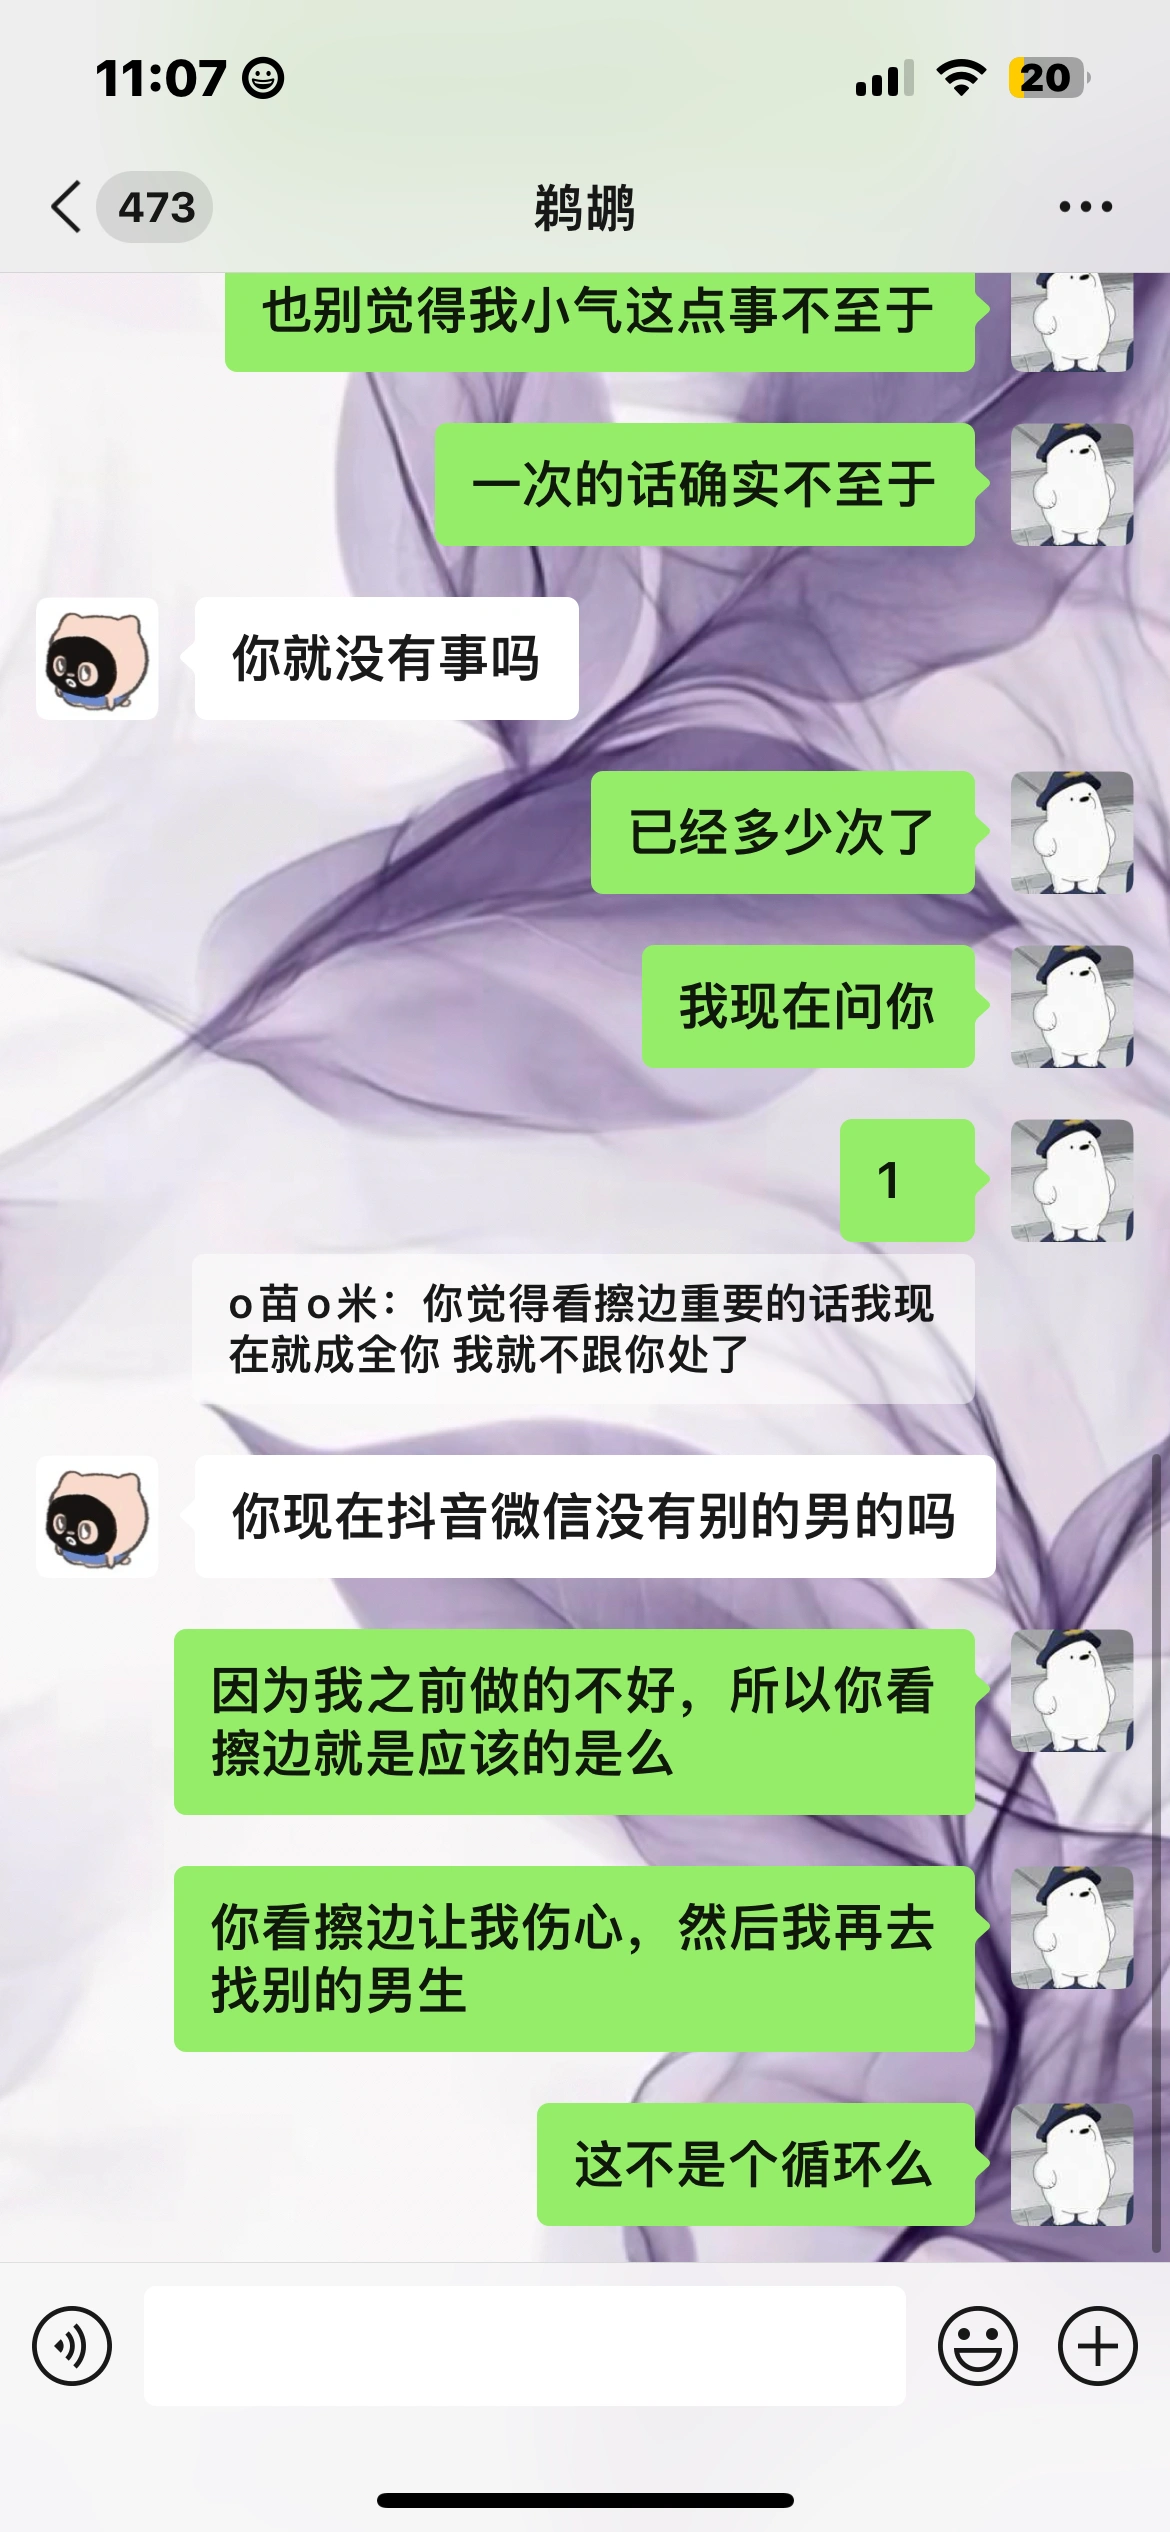 11:07
20
473
鹈鹕
也别觉得我小气这点事不至于
一次的话确实不至于
你就没有事吗
已经多少次了
我现在问你
1
o苗o米：你觉得看擦边重要的话我现
在就成全你 我就不跟你处了
你现在抖音微信没有别的男的吗
因为我之前做的不好，所以你看
擦边就是应该的是么
你看擦边让我伤心，然后我再去
找别的男生
这不是个循环么